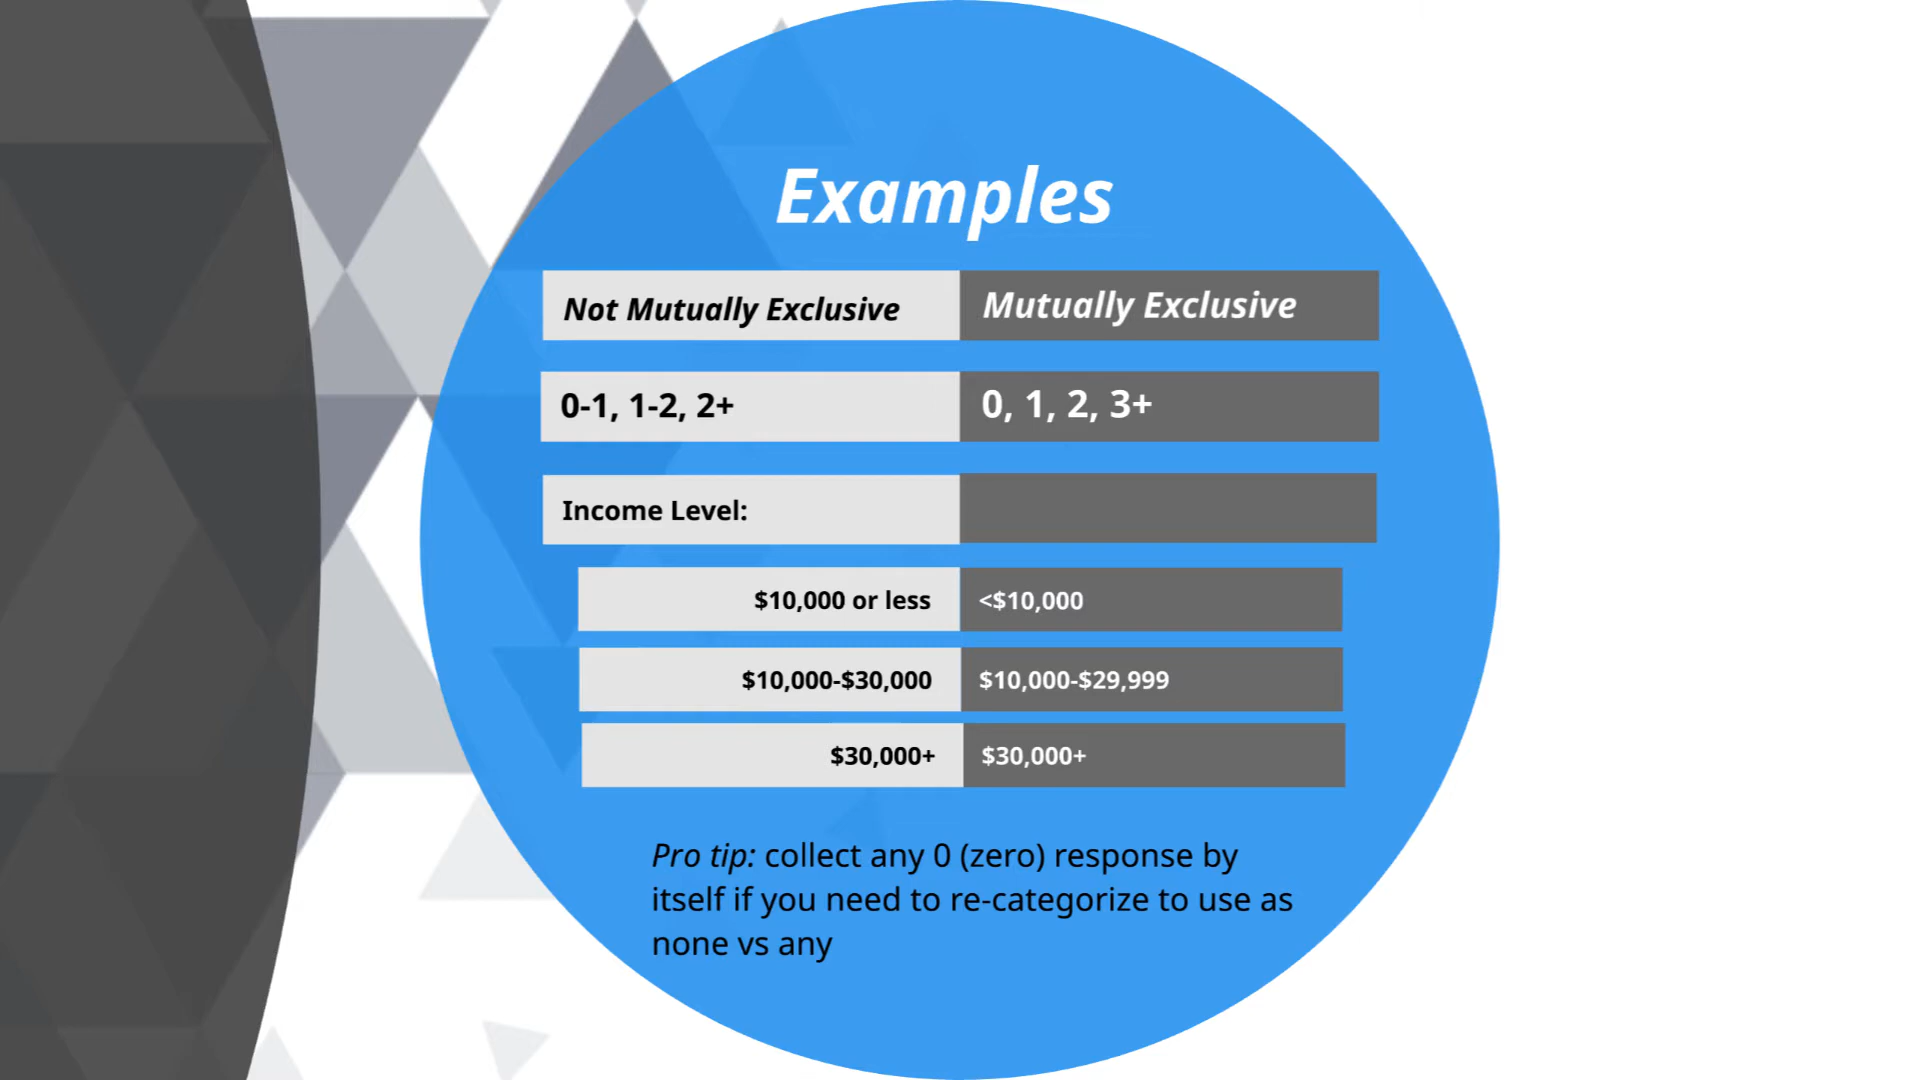 Examples
Not Mutually Exclusive Mutually Exclusive
0-1, 1-2, 2+ 0, 1, 2, 3+
Income Level:
$10,000 or less <$10,000
$10,000-$30,000 $10,000-$29,999
$30,000+ $30,000+
Pro tip: collect any 0 (zero) response by
itself if you need to re-categorize to use as
none vs any